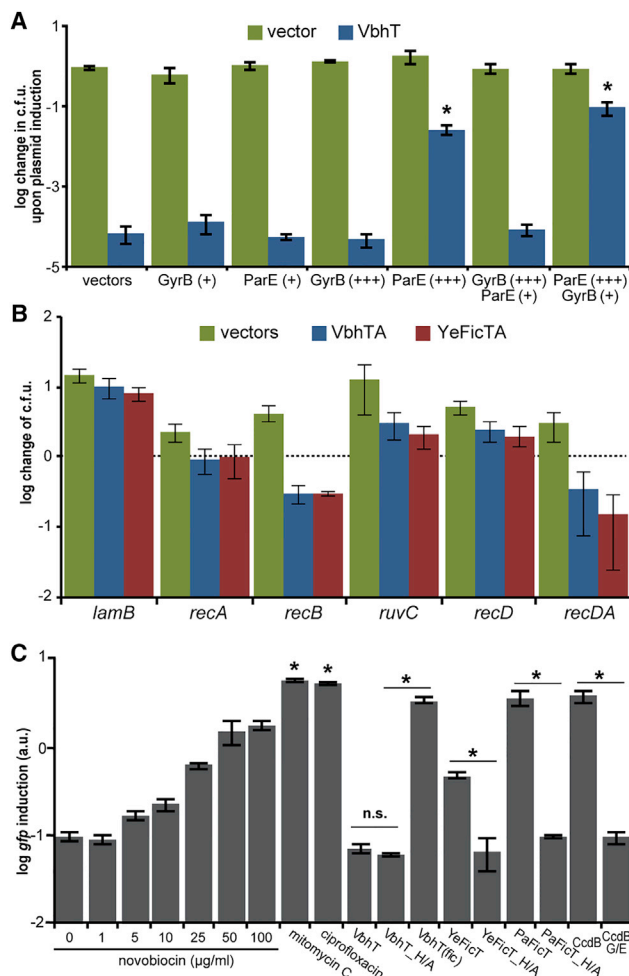 A
vector
VbhT
log change in c.f.u.
upon plasmid induction
-1
-1
-4
-5
*
*
vectors
GyrB (+)
ParE (+)
GyrB (+++)
ParE (+++)
GyrB (+++)
ParE (+)
ParE (+++)
GyrB (+)
B
vectors
VbhTA
YeFicTA
log change of c.f.u.
2
1
0
-1
-2
lamB
recA
recB
ruvC
recD
recDA
C
log gfp induction (a.u.)
1
0
-1
-2
*
*
n.s.
*
*
*
*
0
1
5
10
25
50
100
novobiocin (µg/ml)
mitomycin C
ciprofloxacin
VbhT
VbhT_H/A
VbhT(fic)
YeFicT
YeFicT_H/A
PaFicT
PaFicT_H/A
CcdB
CcdB
G/E